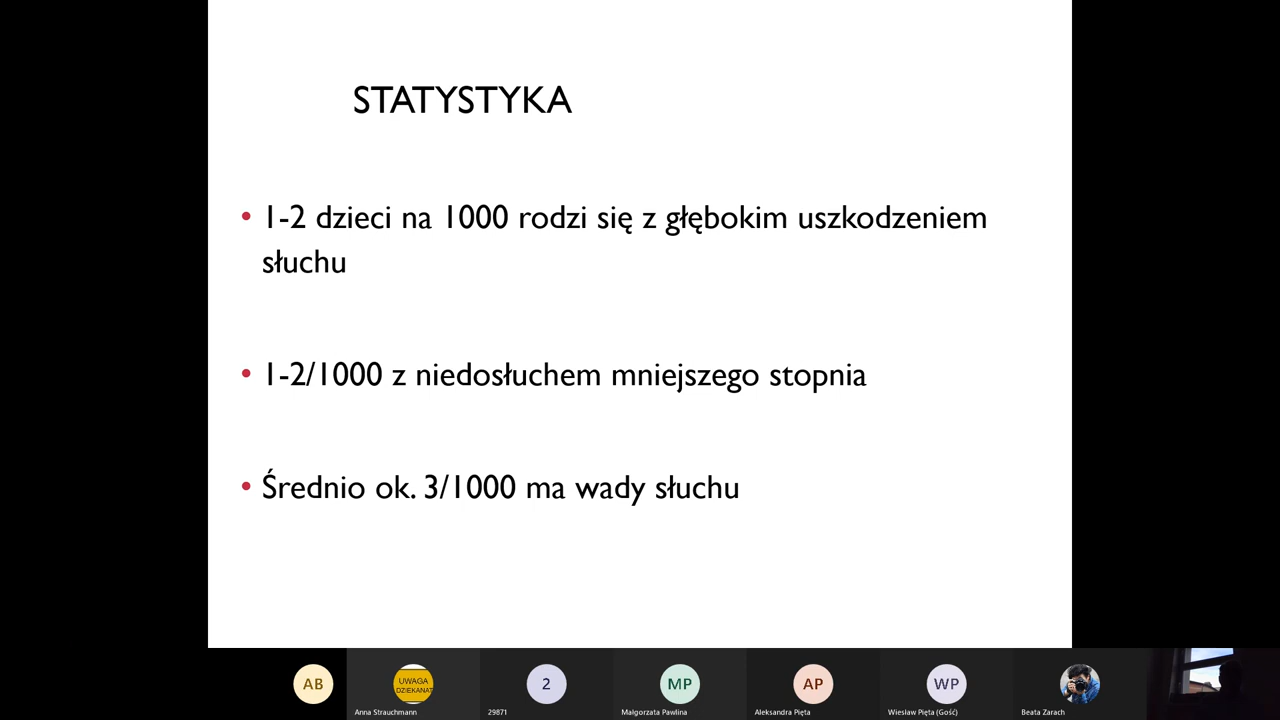 STATYSTYKA
• 1-2 dzieci na 1000 rodzi się z głębokim uszkodzeniem
słuchu
• 1-2/1000 z niedosłuchem mniejszego stopnia
• Średnio ok. 3/1000 ma wady słuchu
AB
UWAGA
DZIEKANAT
2
MP
AP
WP
Anna Strauchmann
29871
Małgorzata Pawlina
Aleksandra Pięta
Wiesław Pięta (Gość)
Beata Zarach